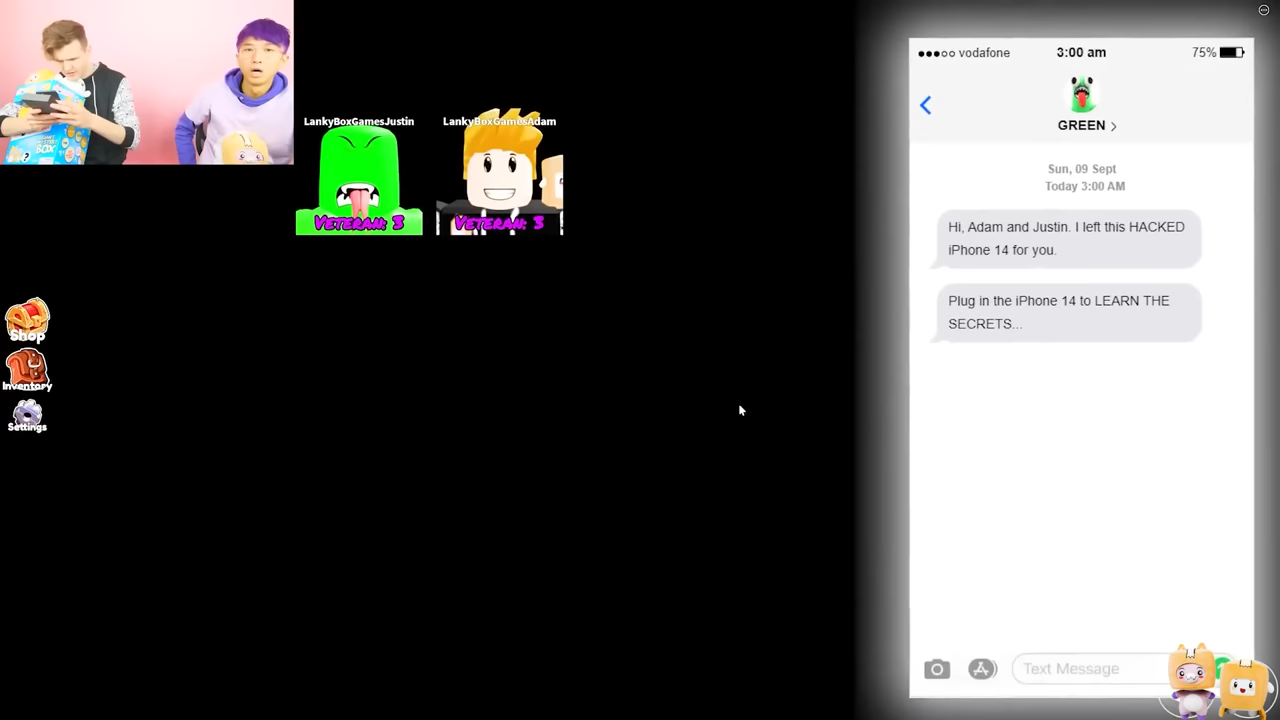 ●●●○○ vodafone 3:00 am 75%
GREEN >
Sun, 09 Sept
Today 3:00 AM
Hi, Adam and Justin. I left this HACKED
iPhone 14 for you.
Plug in the iPhone 14 to LEARN THE
SECRETS...
Text Message
LankyBoxGamesJustin
VETERAN: 3
LankyBoxGamesAdam
VETERAN: 3
Shop
Inventory
Settings
BOX